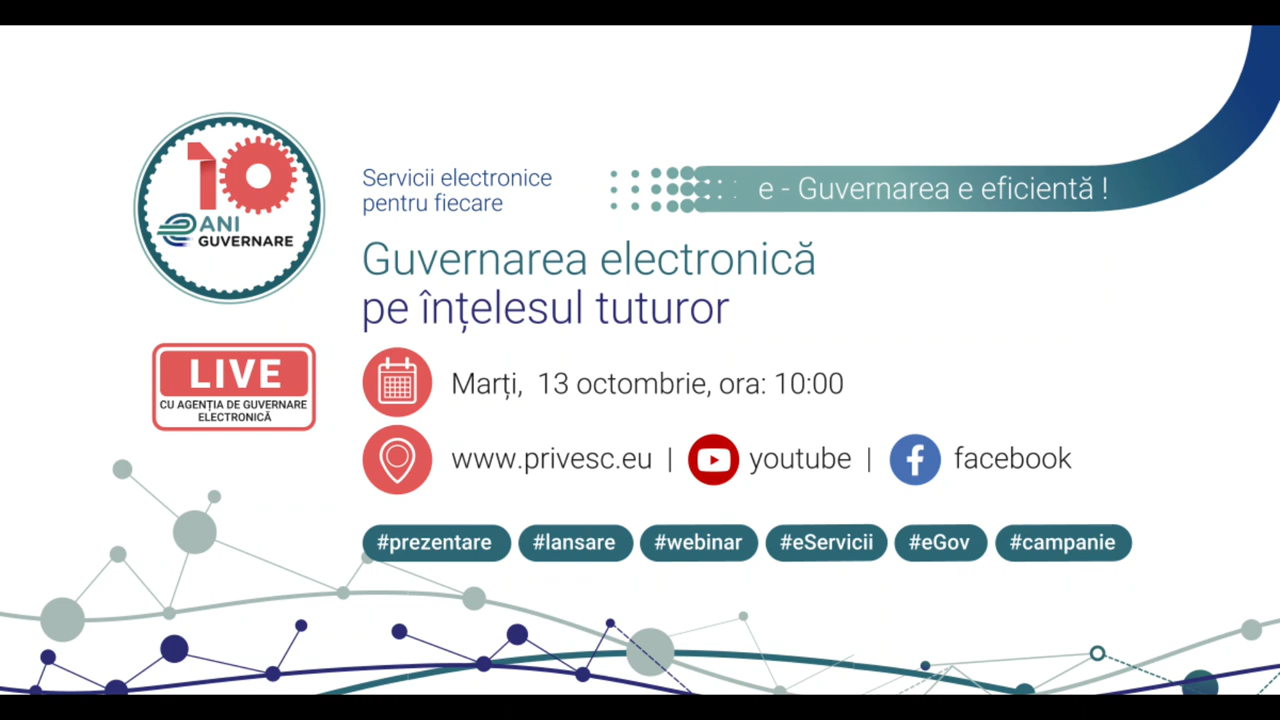 10
ANI
e GUVERNARE
LIVE
CU AGENȚIA DE GUVERNARE
ELECTRONICĂ
Servicii electronice
pentru fiecare
e - Guvernarea e eficientă !
Guvernarea electronică
pe înțelesul tuturor
Marți, 13 octombrie, ora: 10:00
www.privesc.eu | youtube | facebook
#prezentare #lansare #webinar #eServicii #eGov #campanie